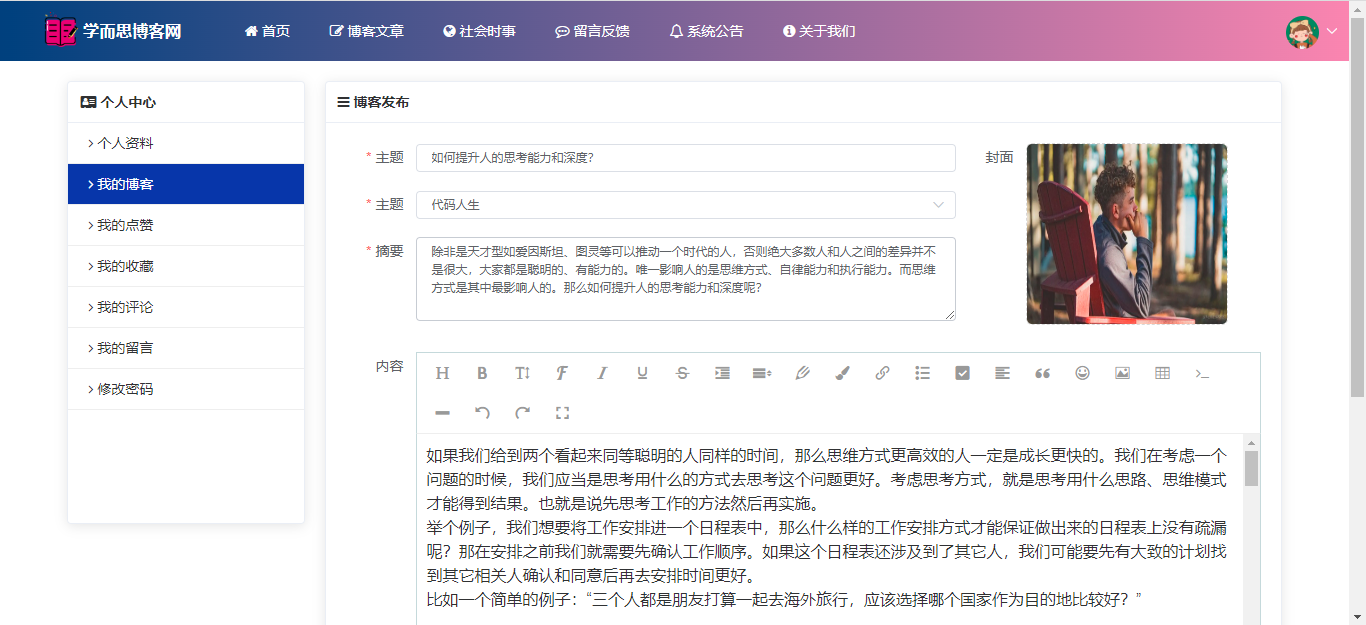 学而思博客网
首页
博客文章
社会时事
留言反馈
系统公告
关于我们
个人中心
个人资料
我的博客
我的点赞
我的收藏
我的评论
我的留言
修改密码
博客发布
* 主题
如何提升人的思考能力和深度?
封面
* 主题
代码人生
* 摘要
除非是天才型如爱因斯坦、图灵等可以推动一个时代的人，否则绝大多数人和人之间的差异并不
是很大，大家都是聪明的、有能力的。唯一影响人的是思维方式、自律能力和执行能力。而思维
方式是其中最影响人的。那么如何提升人的思考能力和深度呢?
内容
如果我们给到两个看起来同等聪明的人同样的时间，那么思维方式更高效的人一定是成长更快的。我们在考虑一个
问题的时候，我们应当是思考用什么的方式去思考这个问题更好。考虑思考方式，就是思考用什么思路、思维模式
才能得到结果。也就是说先思考工作的方法然后再实施。
举个例子，我们想要将工作安排进一个日程表中，那么什么样的工作安排方式才能保证做出来的日程表上没有疏漏
呢？那在安排之前我们就需要先确认工作顺序。如果这个日程表还涉及到了其它人，我们可能要先有大致的计划找
到其它相关人确认和同意后再去安排时间更好。
比如一个简单的例子：“三个人都是朋友打算一起去海外旅行，应该选择哪个国家作为目的地比较好？”